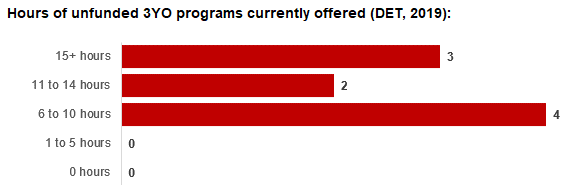 Hours of unfunded 3YO programs currently offered (DET, 2019):
15+ hours 3
11 to 14 hours 2
6 to 10 hours 4
1 to 5 hours 0
0 hours 0